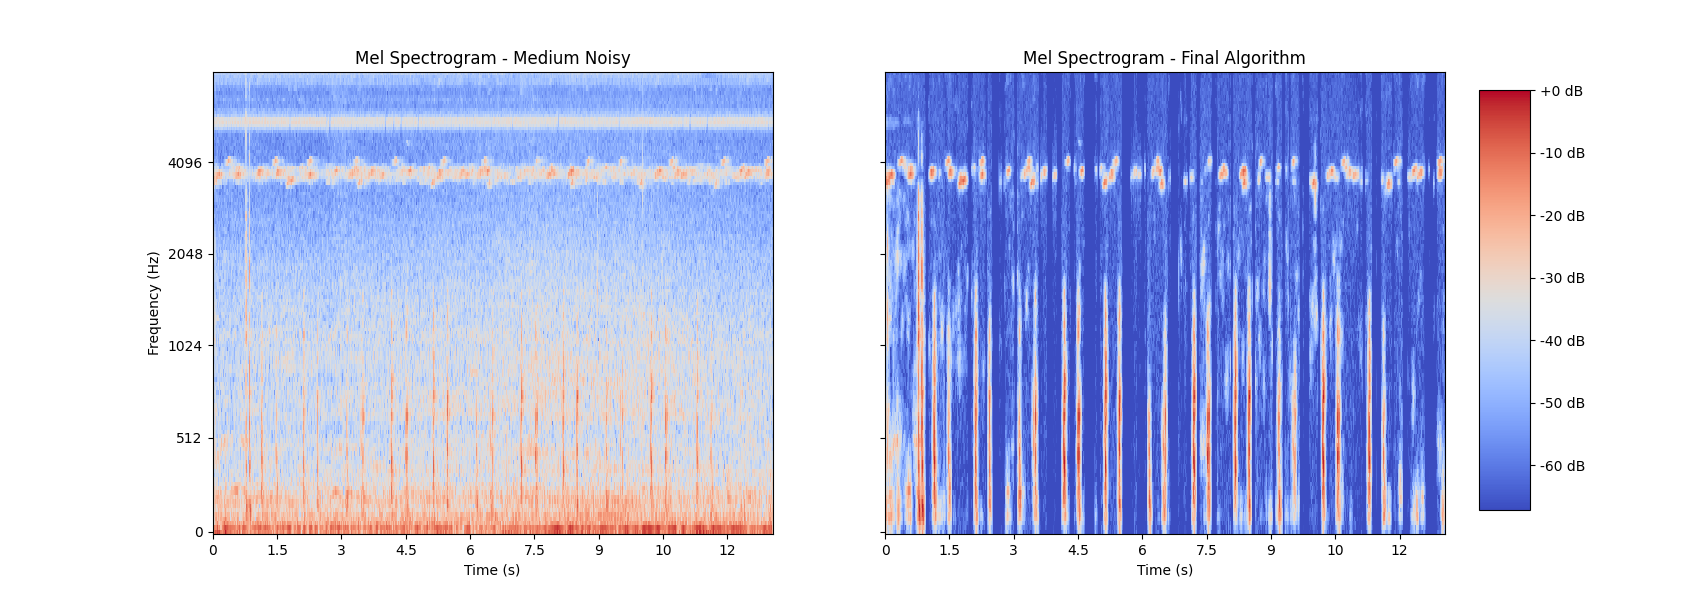 Mel Spectrogram - Medium Noisy
Frequency (Hz)
4096
2048
1024
512
0
0 1.5 3 4.5 6 7.5 9 10 12
Time (s)
Mel Spectrogram - Final Algorithm
0 1.5 3 4.5 6 7.5 9 10 12
Time (s)
+0 dB
-10 dB
-20 dB
-30 dB
-40 dB
-50 dB
-60 dB